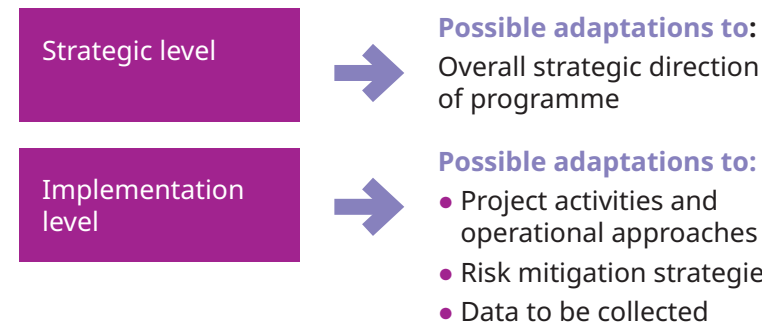 Strategic level
Possible adaptations to:
Overall strategic direction
of programme
Implementation
level
Possible adaptations to:
● Project activities and
operational approaches
● Risk mitigation strategie
● Data to be collected